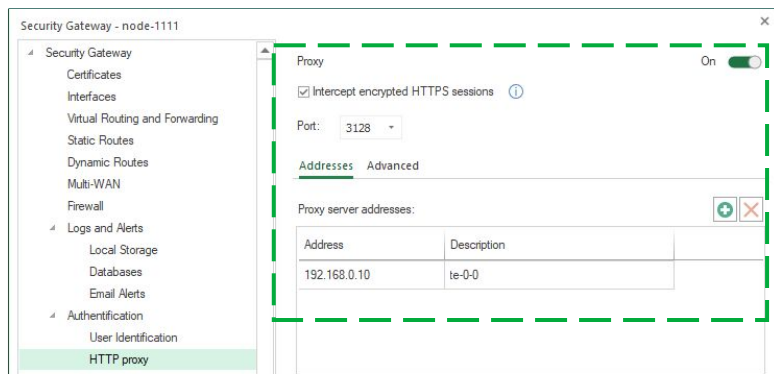 Security Gateway - node-1111
Security Gateway
Certificates
Interfaces
Virtual Routing and Forwarding
Static Routes
Dynamic Routes
Multi-WAN
Firewall
Logs and Alerts
Local Storage
Databases
Email Alerts
Authentification
User Identification
HTTP proxy
Proxy
On
Intercept encrypted HTTPS sessions
Port: 3128
Addresses Advanced
Proxy server addresses:
Address Description
192.168.0.10 te-0-0